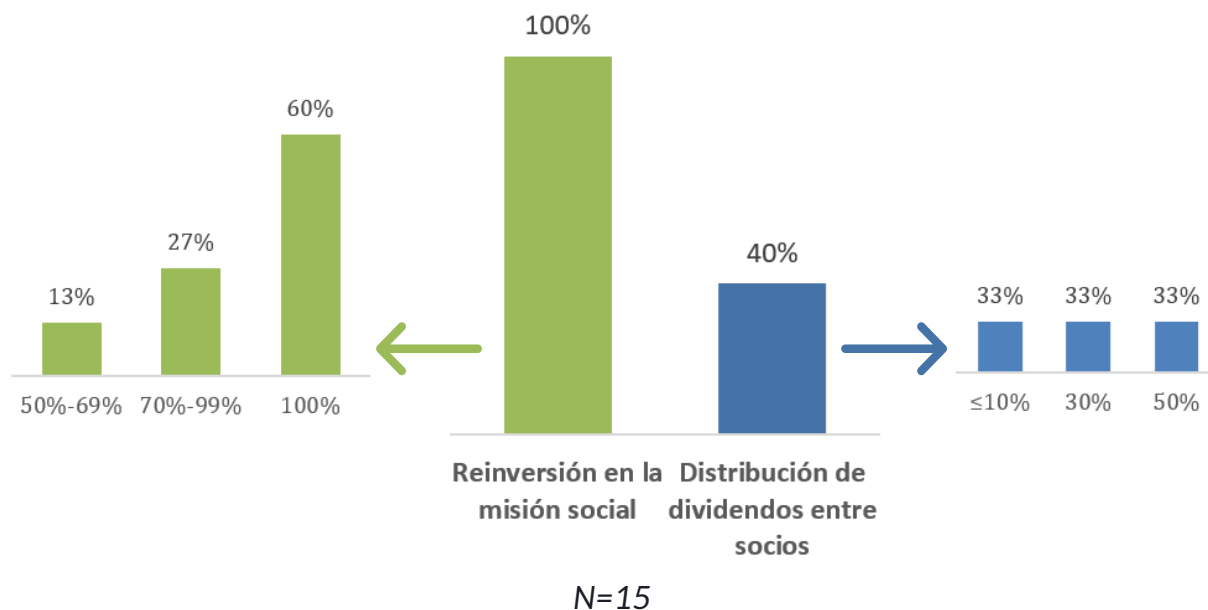 100%
60%
27%
13%
50%-69% 70%-99% 100%
40%
33% 33% 33%
≤10% 30% 50%
Reinversión en la
misión social
Distribución de
dividendos entre
socios
N=15